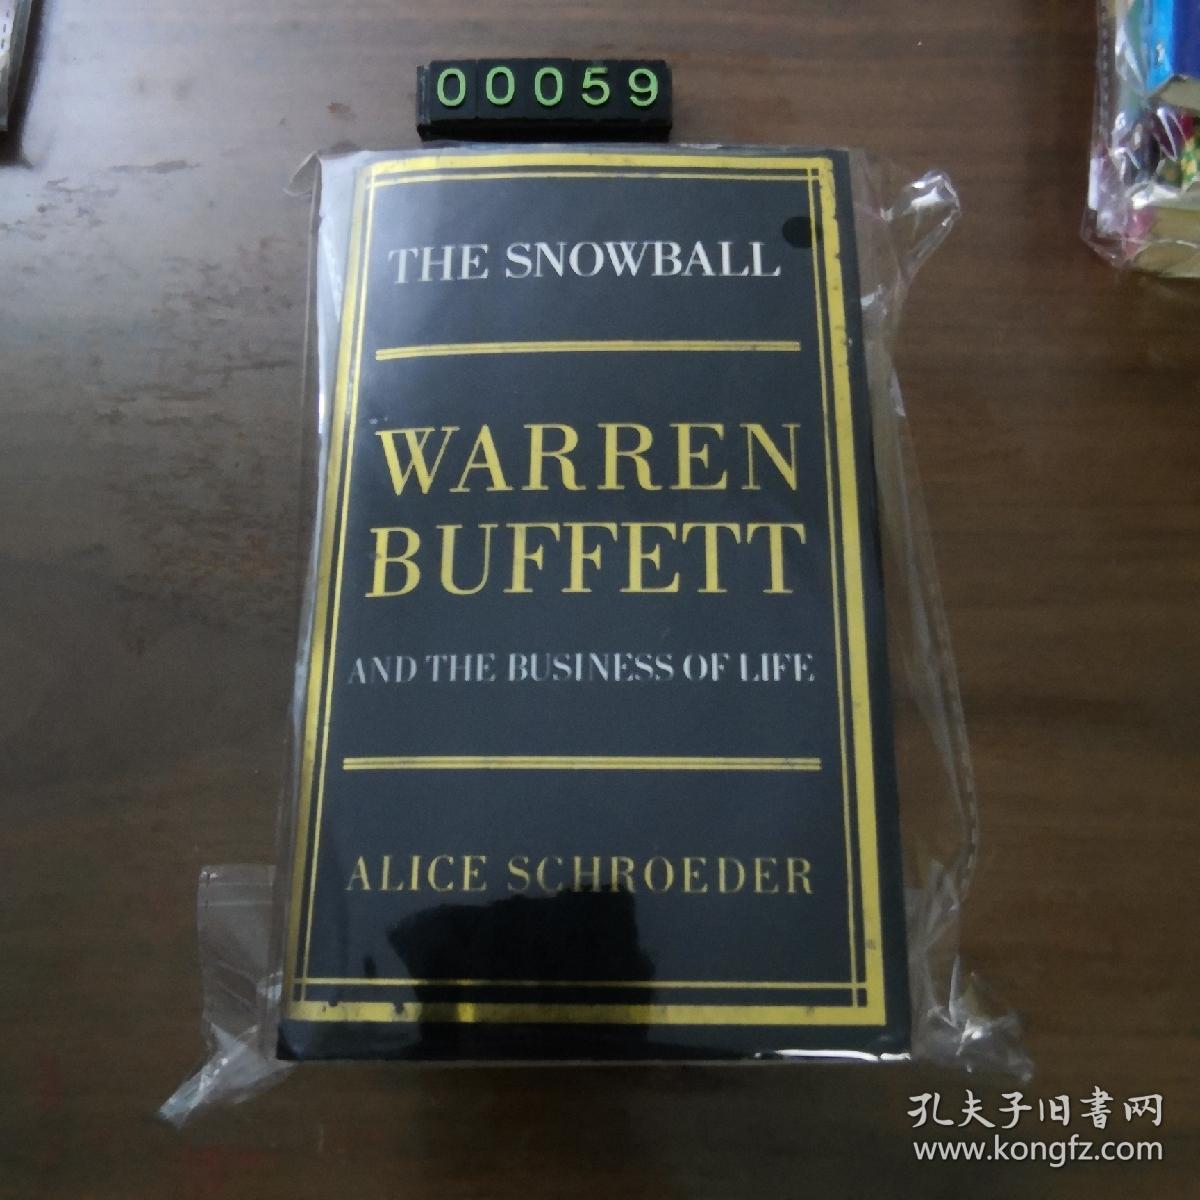 00059
THE SNOWBALL
WARREN
BUFFETT
AND THE BUSINESS OF LIFE
ALICE SCHROEDER
孔夫子旧書网
www.kongfz.com